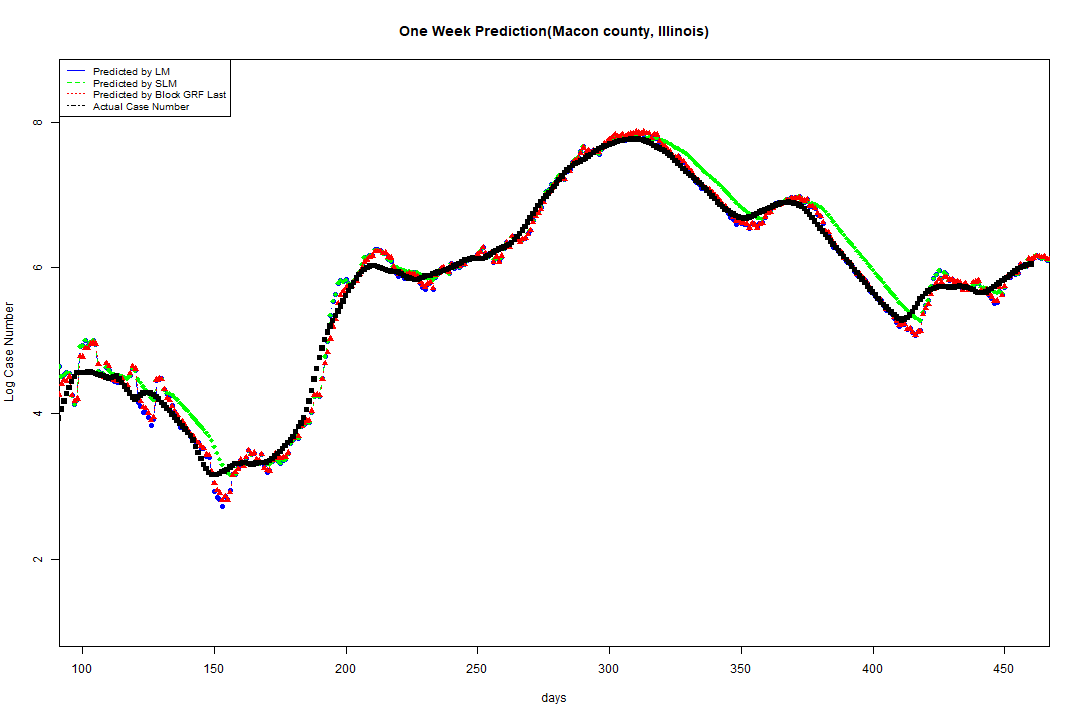 One Week Prediction(Macon county, Illinois)
Predicted by LM
Predicted by SLM
Predicted by Block GRF Last
Actual Case Number
8
6
4
2
Log Case Number
100 150 200 250 300 350 400 450
days